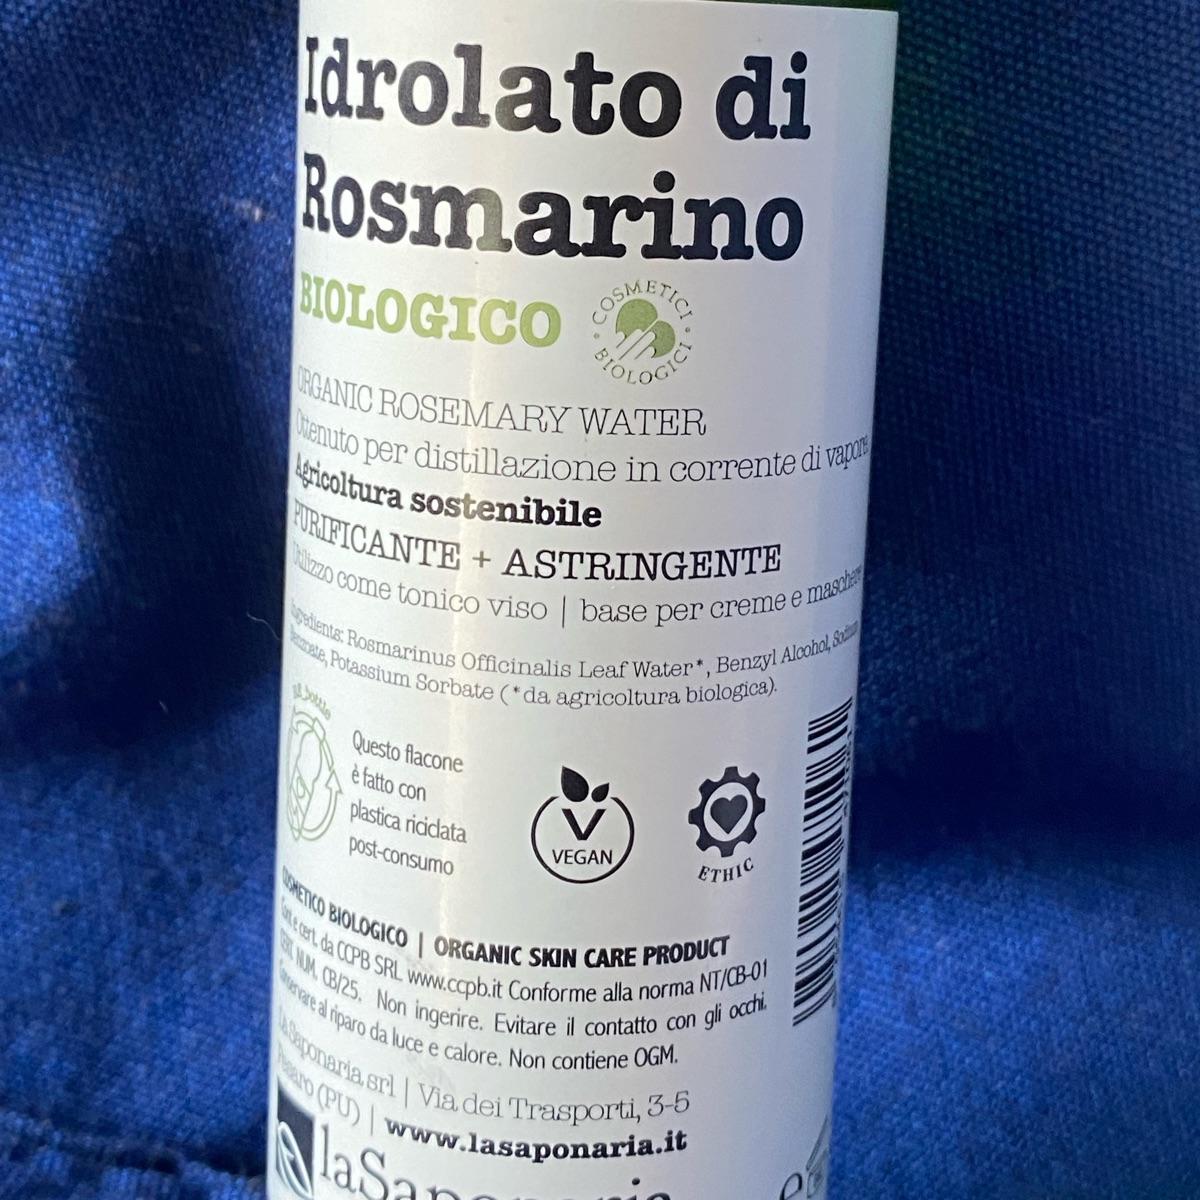 Idrolato di
Rosmarino
BIOLOGICO
COSMETICI BIOLOGICI
ORGANIC ROSEMARY WATER
Ottenuto per distillazione in corrente di vapore
Agricoltura sostenibile
PURIFICANTE + ASTRINGENTE
Utilizzo come tonico viso | base per creme e maschere
Ingredients: Rosmarinus Officinalis Leaf Water*, Benzyl Alcohol, Sodium
Benzoate, Potassium Sorbate (*da agricoltura biologica).
bottle
Questo flacone
è fatto con
plastica riciclata
post-consumo
V
VEGAN
ETHIC
COSMETICO BIOLOGICO | ORGANIC SKIN CARE PRODUCT
Cont. e cert. da CCPB SRL www.ccpb.it Conforme alla norma NT/CB-01
CERT. NUM. CB/25. Non ingerire. Evitare il contatto con gli occhi.
Conservare al riparo da luce e calore. Non contiene OGM.
La Saponaria srl | Via dei Trasporti, 3-5
Pesaro (PU) | www.lasaponaria.it
laSaponaria
e